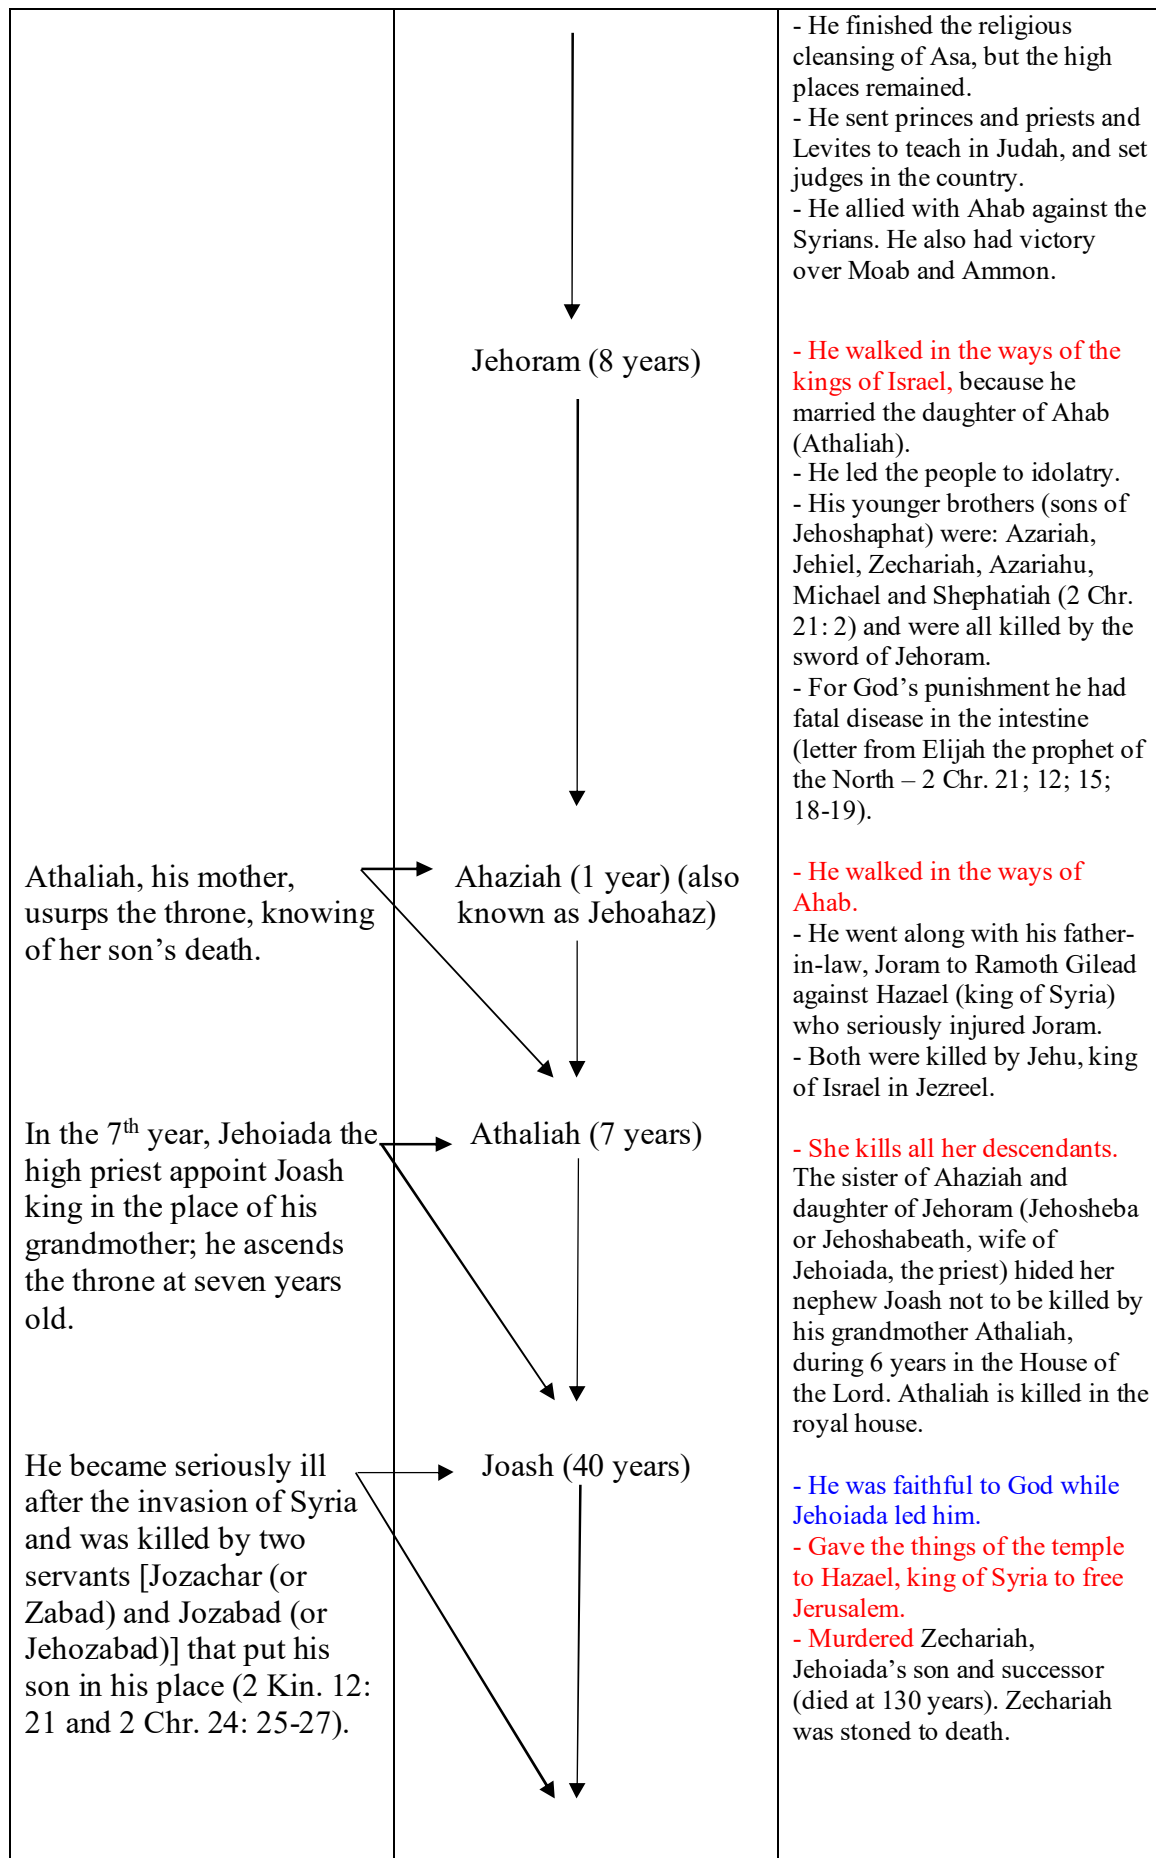 - He finished the religious
cleansing of Asa, but the high
places remained.
- He sent princes and priests and
Levites to teach in Judah, and set
judges in the country.
- He allied with Ahab against the
Syrians. He also had victory
over Moab and Ammon.
Jehoram (8 years)
- He walked in the ways of the
kings of Israel, because he
married the daughter of Ahab
(Athaliah).
- He led the people to idolatry.
- His younger brothers (sons of
Jehoshaphat) were: Azariah,
Jehiel, Zechariah, Azariahu,
Michael and Shephatiah (2 Chr.
21: 2) and were all killed by the
sword of Jehoram.
- For God’s punishment he had
fatal disease in the intestine
(letter from Elijah the prophet of
the North – 2 Chr. 21; 12; 15;
18-19).
Athaliah, his mother,
usurps the throne, knowing
of her son’s death.
Ahaziah (1 year) (also
known as Jehoahaz)
- He walked in the ways of
Ahab.
- He went along with his father-
in-law, Joram to Ramoth Gilead
against Hazael (king of Syria)
who seriously injured Joram.
- Both were killed by Jehu, king
of Israel in Jezreel.
In the 7th year, Jehoiada the
high priest appoint Joash
king in the place of his
grandmother; he ascends
the throne at seven years
old.
Athaliah (7 years)
- She kills all her descendants.
The sister of Ahaziah and
daughter of Jehoram (Jehosheba
or Jehoshabeath, wife of
Jehoiada, the priest) hided her
nephew Joash not to be killed by
his grandmother Athaliah,
during 6 years in the House of
the Lord. Athaliah is killed in the
royal house.
He became seriously ill
after the invasion of Syria
and was killed by two
servants [Jozachar (or
Zabad) and Jozabad (or
Jehozabad)] that put his
son in his place (2 Kin. 12:
21 and 2 Chr. 24: 25-27).
Joash (40 years)
- He was faithful to God while
Jehoiada led him.
- Gave the things of the temple
to Hazael, king of Syria to free
Jerusalem.
- Murdered Zechariah,
Jehoiada’s son and successor
(died at 130 years). Zechariah
was stoned to death.